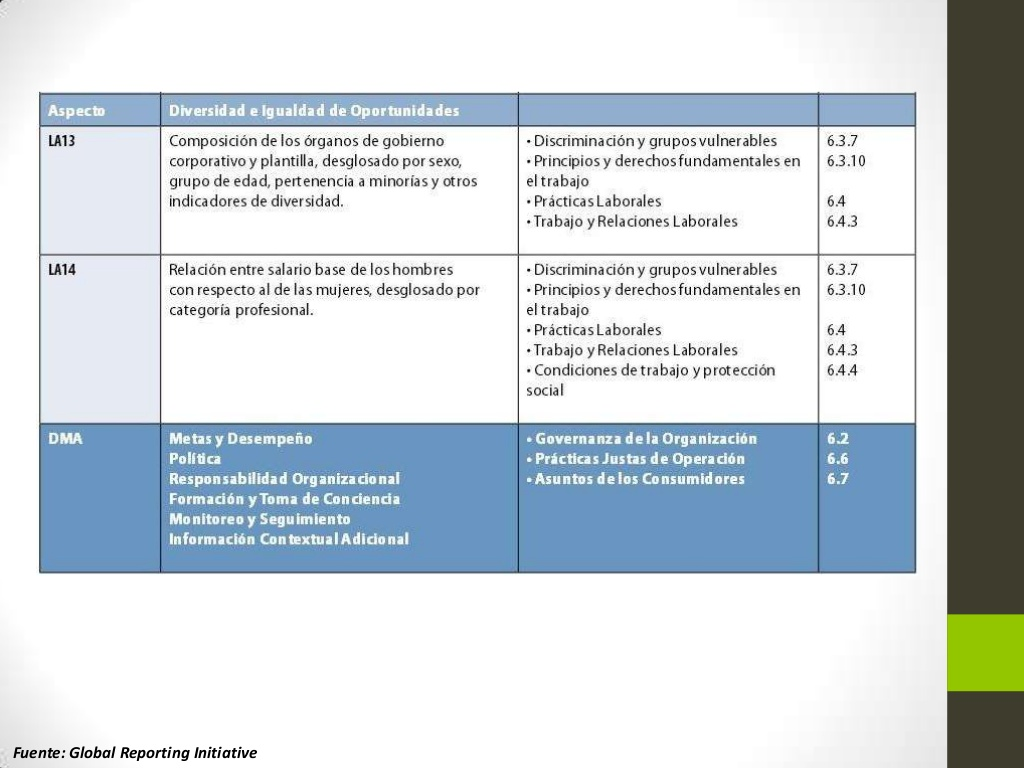 Aspecto
Diversidad e Igualdad de Oportunidades
LA13
Composición de los órganos de gobierno
corporativo y plantilla, desglosado por sexo,
grupo de edad, pertenencia a minorías y otros
indicadores de diversidad.
• Discriminación y grupos vulnerables
• Principios y derechos fundamentales en
el trabajo
• Prácticas Laborales
• Trabajo y Relaciones Laborales
6.3.7
6.3.10
6.4
6.4.3
LA14
Relación entre salario base de los hombres
con respecto al de las mujeres, desglosado por
categoría profesional.
• Discriminación y grupos vulnerables
• Principios y derechos fundamentales en
el trabajo
• Prácticas Laborales
• Trabajo y Relaciones Laborales
• Condiciones de trabajo y protección
social
6.3.7
6.3.10
6.4
6.4.3
6.4.4
DMA
Metas y Desempeño
Política
Responsabilidad Organizacional
Formación y Toma de Conciencia
Monitoreo y Seguimiento
Información Contextual Adicional
• Governanza de la Organización
• Prácticas Justas de Operación
• Asuntos de los Consumidores
6.2
6.6
6.7
Fuente: Global Reporting Initiative